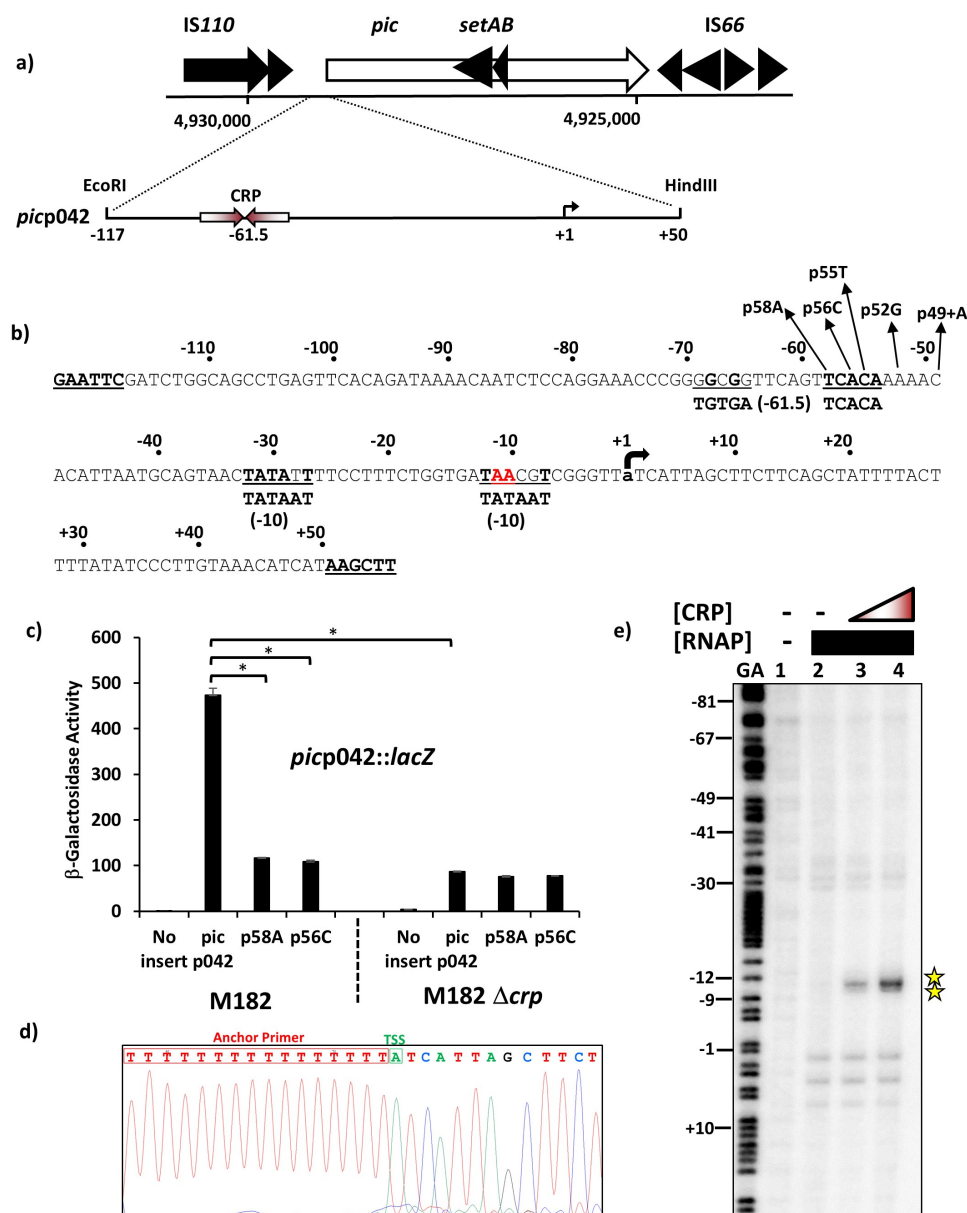 IS110 pic setAB IS66
a)
4,930,000 4,925,000
EcoRI HindIII
CRP
picp042
-117 -61.5 +1 +50
p55T
p58A p56C p52G p49+A
b)
-110 -100 -90 -80 -70 -60 -50
GAATTCGATCTGGCAGCCTGAGTTCACAGATAAAACAATCTCCAGGAAACCCGGGGCGGTTCAGTTCACAAAAAC
TGTGA (-61.5) TCACA
-40 -30 -20 -10 +1 +10 +20
ACATTAATGCAGTAACTATATTTTCCTTTCTGGTGATAACGTCGGGTTaTCATTAGCTTCTTCAGCTATTTTACT
TATAAT TATAAT
(-10) (-10)
+30 +40 +50
TTTATATCCCTTGTAAACATCATAAGCTT
c)
600
500
400
300
200
100
0
β-Galactosidase Activity
* * *
picp042::lacZ
No insert pic p042 p58A p56C No insert pic p042 p58A p56C
M182 M182 Δcrp
d)
Anchor Primer TSS
T T T T T T T T T T T T T T T T T A T C A T T A G C T T C T
e)
[CRP] - -
[RNAP] -
GA 1 2 3 4
-81
-67
-49
-41
-30
-12
-9
-1
+10